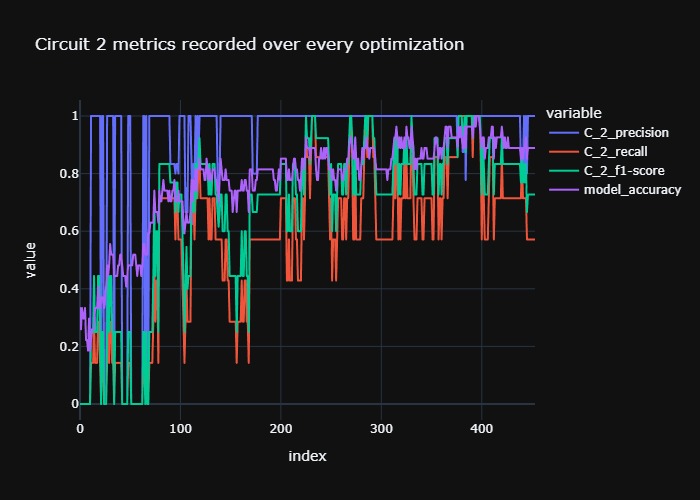 Circuit 2 metrics recorded over every optimization
variable
C_2_precision
C_2_recall
C_2_f1-score
model_accuracy
value
1
0.8
0.6
0.4
0.2
0
0 100 200 300 400
index